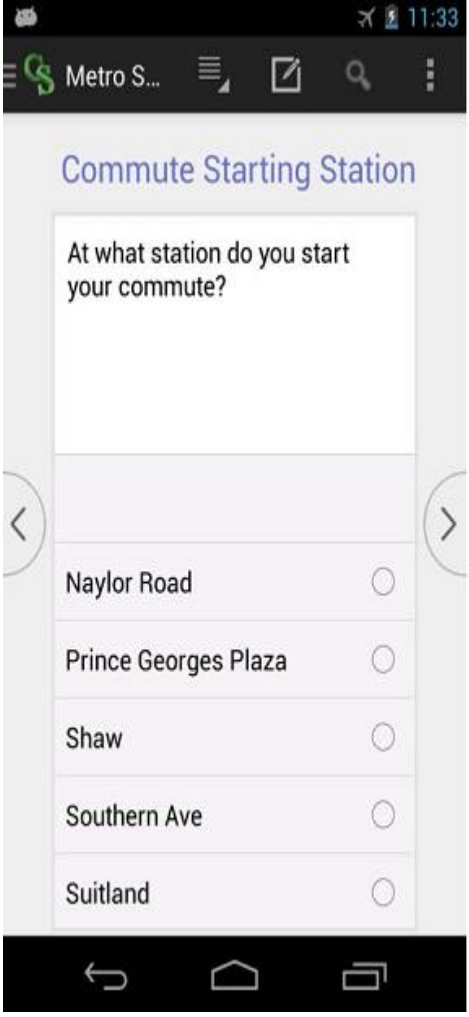 11:33
CS Metro S...
Commute Starting Station
At what station do you start
your commute?
Naylor Road
Prince Georges Plaza
Shaw
Southern Ave
Suitland